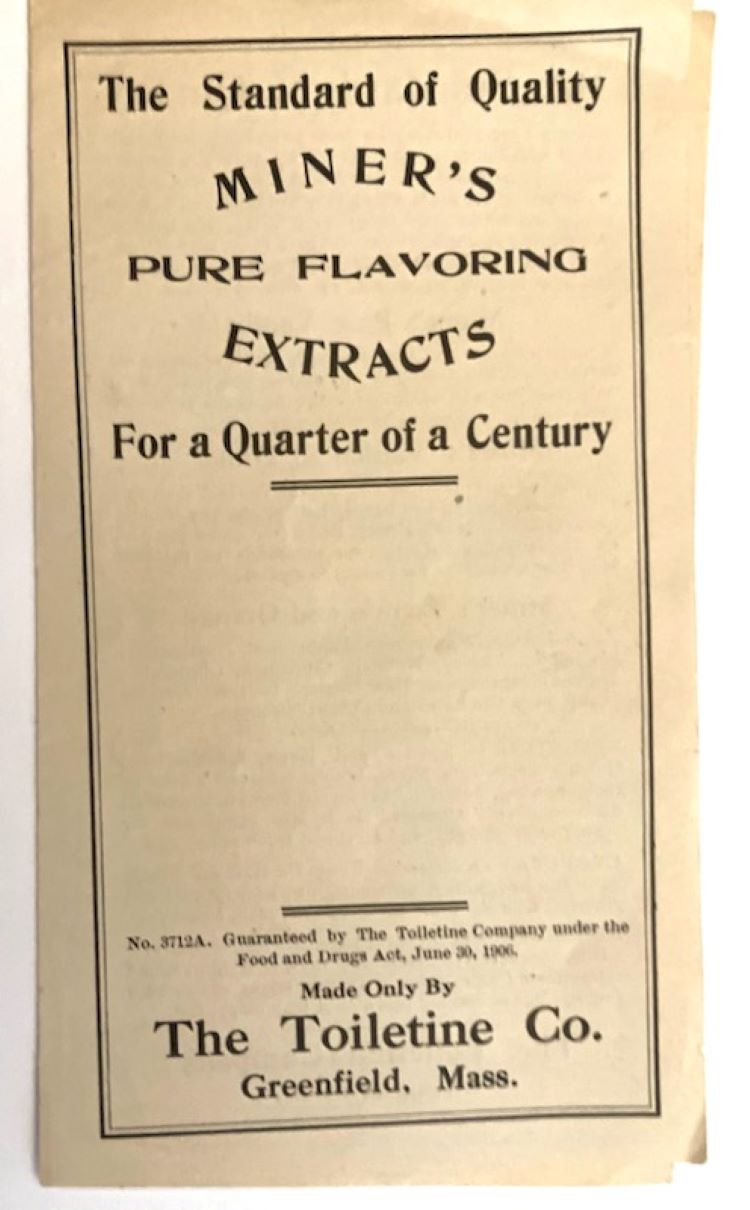 The Standard of Quality
MINER'S
PURE FLAVORING
EXTRACTS
For a Quarter of a Century
No. 3712A. Guaranteed by The Toiletine Company under the
Food and Drugs Act, June 30, 1906.
Made Only By
The Toiletine Co.
Greenfield, Mass.